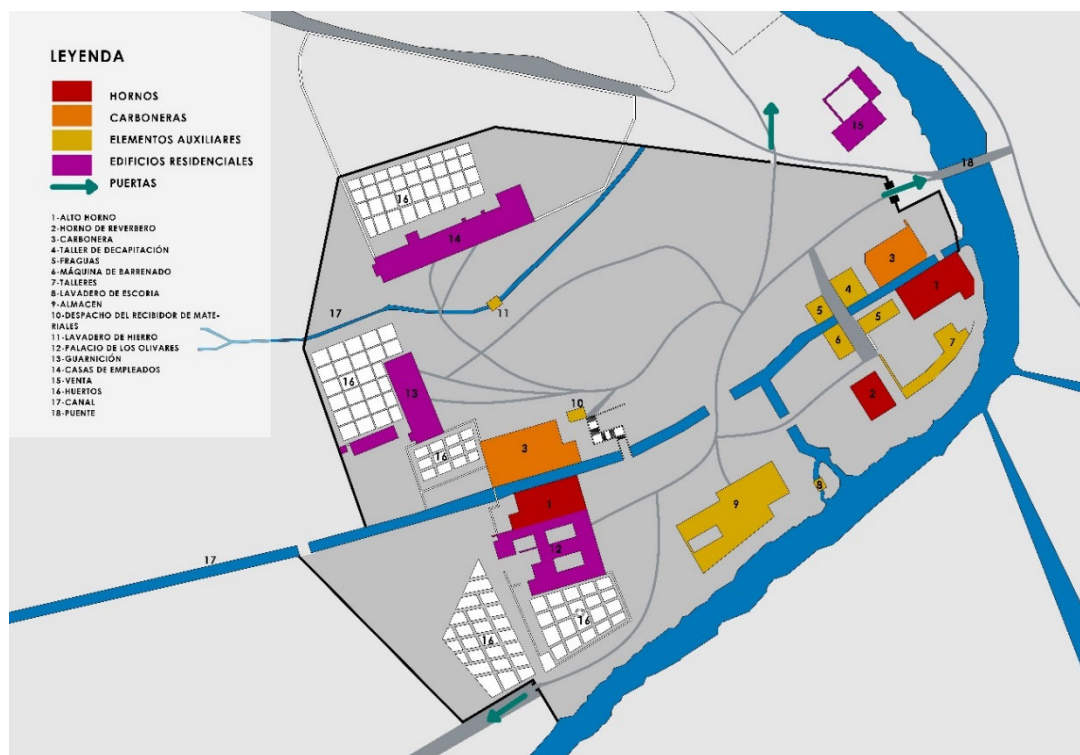 LEYENDA
HORNOS
CARBONERAS
ELEMENTOS AUXILIARES
EDIFICIOS RESIDENCIALES
PUERTAS
1-ALTO HORNO
2-HORNO DE REVERBERO
3-CARBONERA
4-TALLER DE DECAPITACIÓN
5-FRAGUAS
6-MÁQUINA DE BARRENADO
7-TALLERES
8-LAVADERO DE ESCORIA
9-ALMACEN
10-DESPACHO DEL RECIBIDOR DE MATE-
RIALES
11-LAVADERO DE HIERRO
12-PALACIO DE LOS OLIVARES
13-GUARNICIÓN
14-CASAS DE EMPLEADOS
15-VENTA
16-HUERTOS
17-CANAL
18-PUENTE
15
18
16
14
3
1
4
5
5
6
7
17
11
16
13
2
10
16
3
8
9
1
12
17
16
16